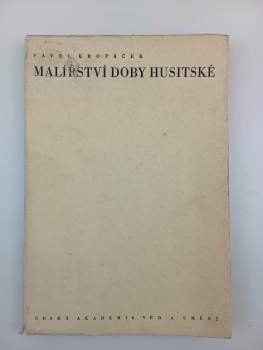 PAVEL KROPÁČEK
MALÍŘSTVÍ DOBY HUSITSKÉ
ČESKÁ AKADEMIE VĚD A UMĚNÍ